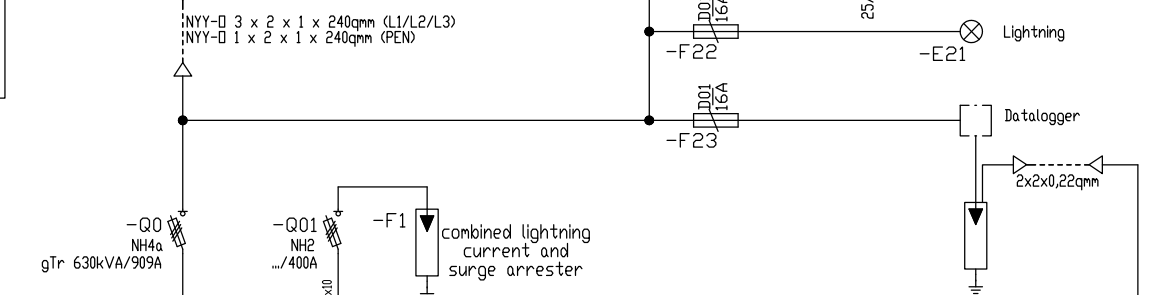 NYY-▯ 3 x 2 x 1 x 240qmm (L1/L2/L3)
NYY-▯ 1 x 2 x 1 x 240qmm (PEN)
D0
16A
25/
-F22
-E21
Lightning
D01
16A
-F23
Datalogger
2x2x0,22qmm
-Q0
NH4a
gTr 630kVA/909A
-Q01
NH2
.../400A
x10
-F1
combined lightning
current and
surge arrester